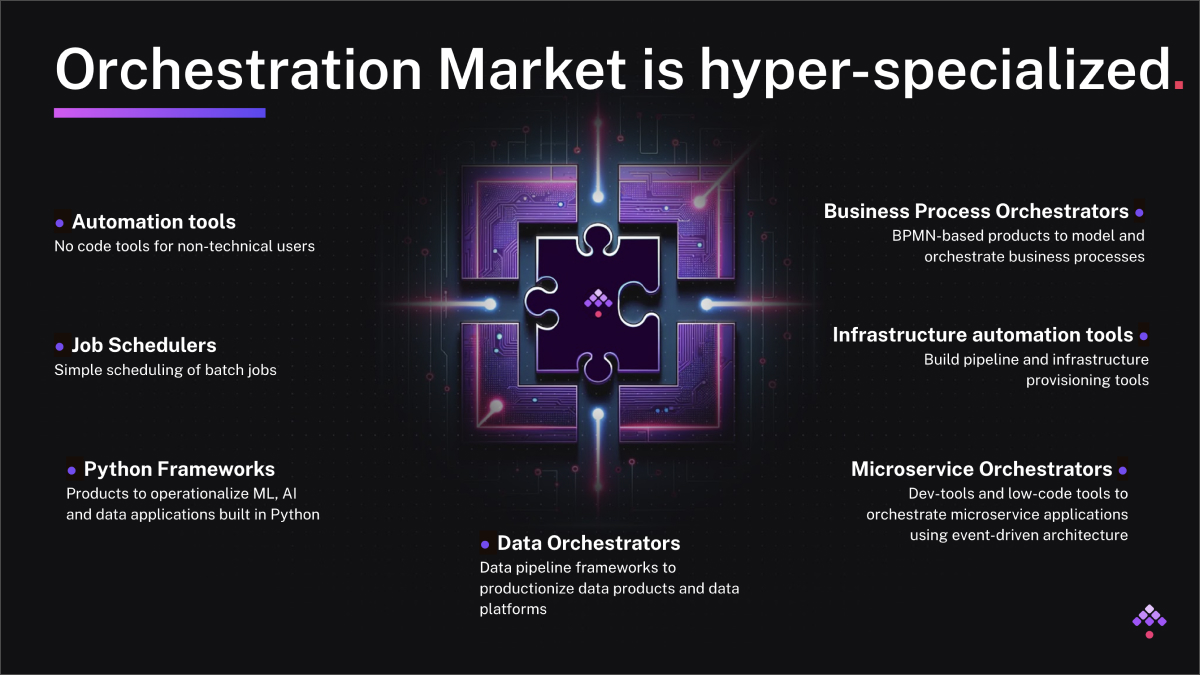 Orchestration Market is hyper-specialized.
Automation tools
No code tools for non-technical users
Job Schedulers
Simple scheduling of batch jobs
Python Frameworks
Products to operationalize ML, AI
and data applications built in Python
Data Orchestrators
Data pipeline frameworks to
productionize data products and data
platforms
Business Process Orchestrators
BPMN-based products to model and
orchestrate business processes
Infrastructure automation tools
Build pipeline and infrastructure
provisioning tools
Microservice Orchestrators
Dev-tools and low-code tools to
orchestrate microservice applications
using event-driven architecture